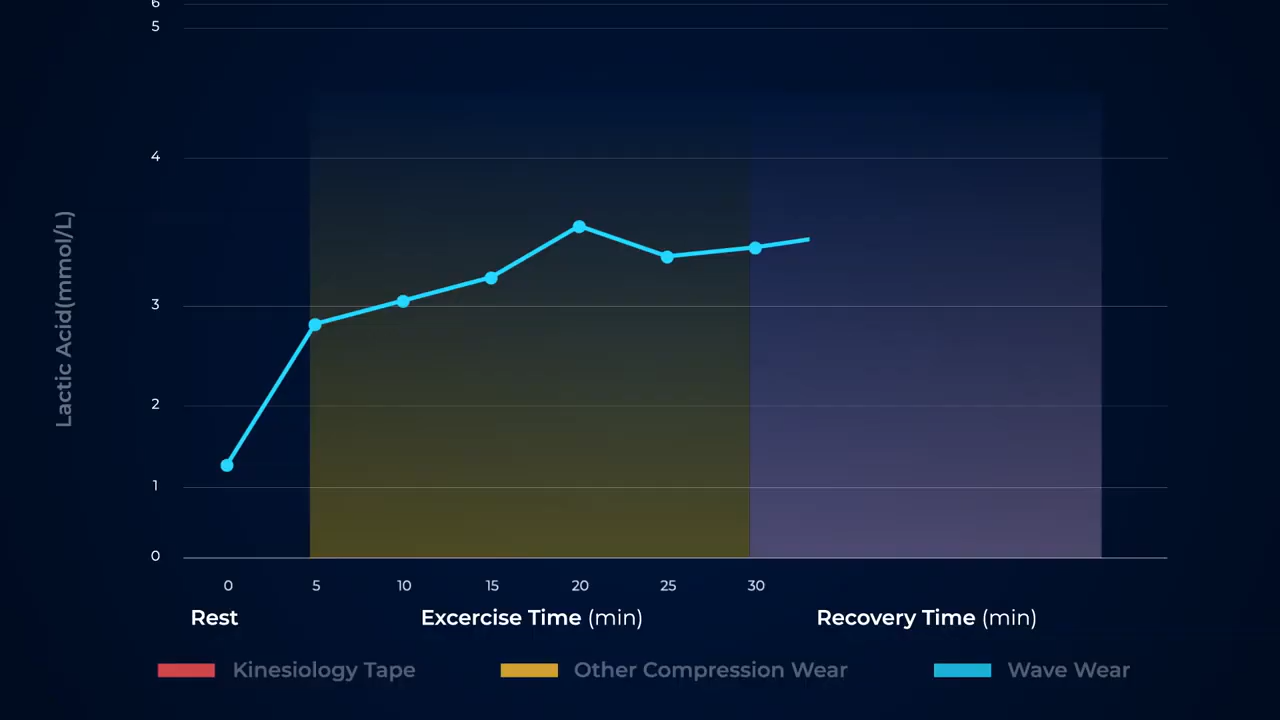 6
5
4
3
2
1
0
Lactic Acid(mmol/L)
0 5 10 15 20 25 30
Rest Excercise Time (min) Recovery Time (min)
Kinesiology Tape Other Compression Wear Wave Wear